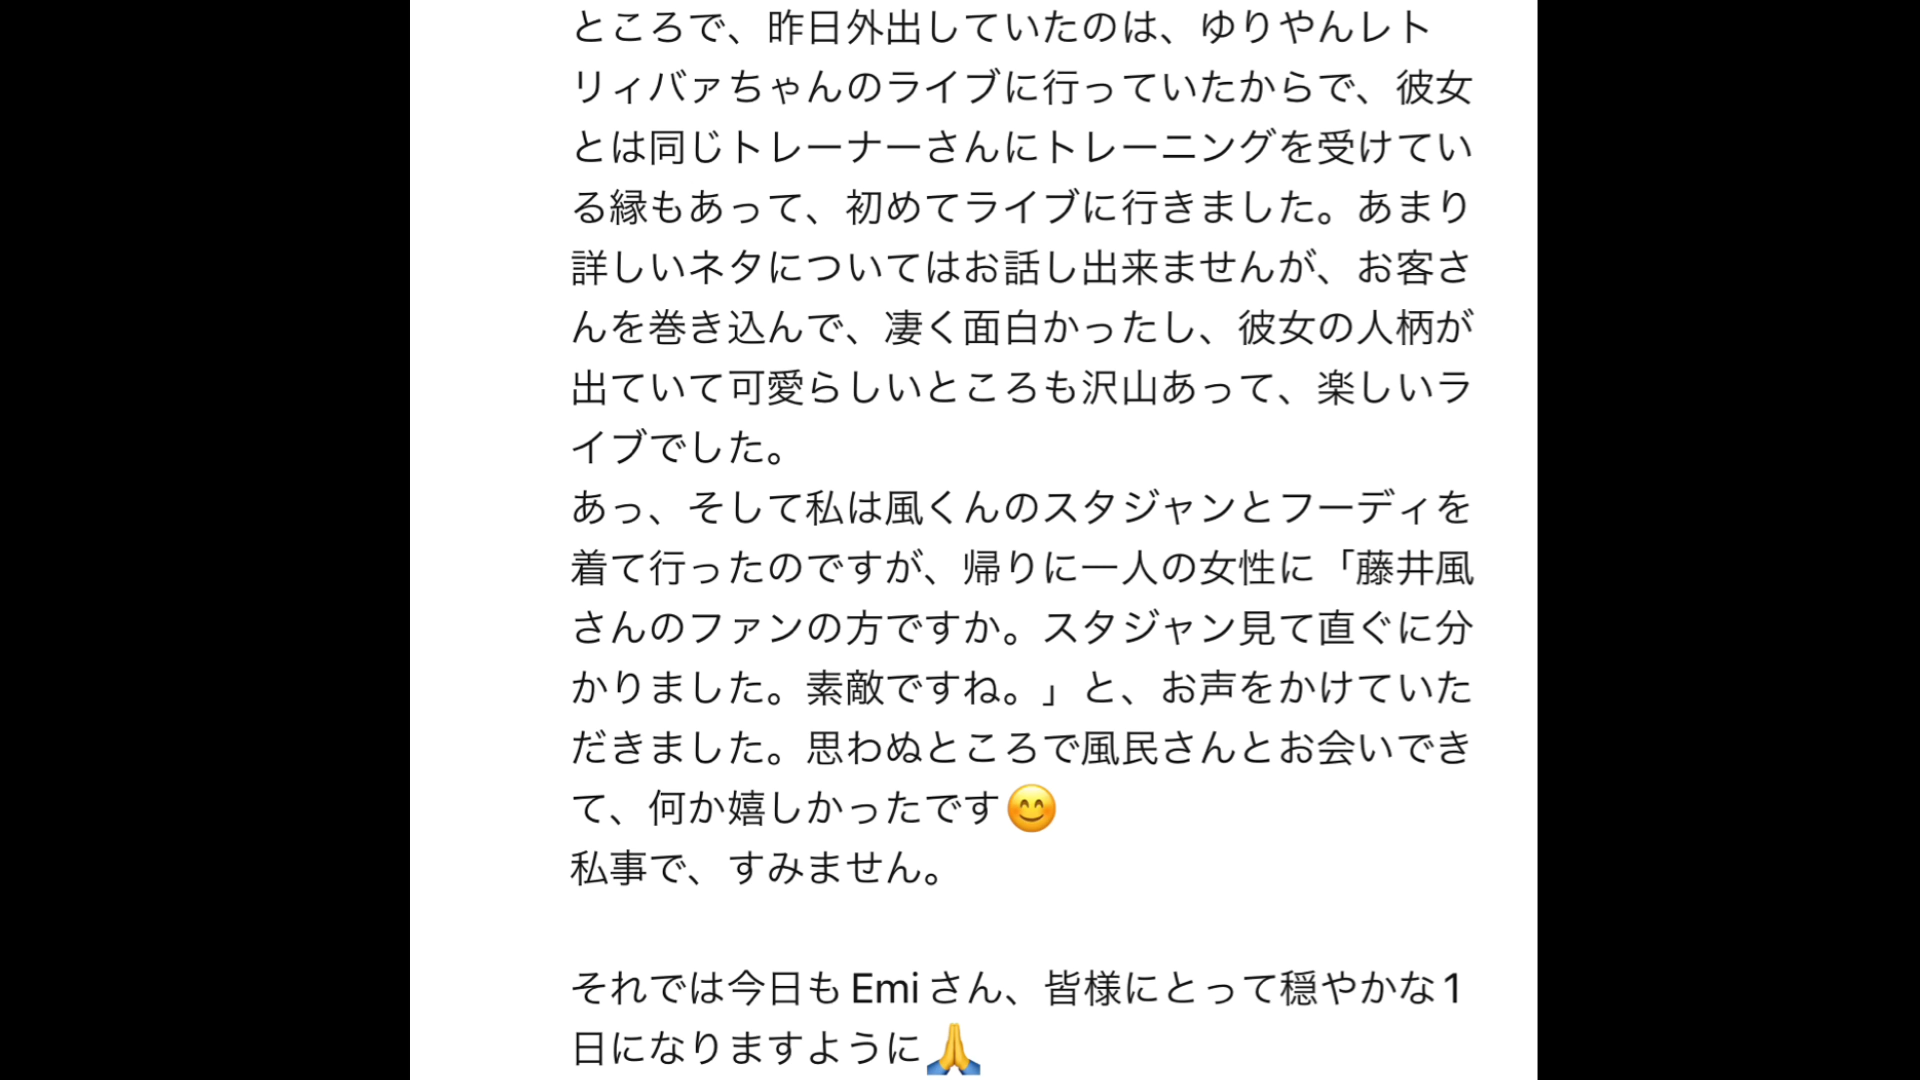 ところで、昨日外出していたのは、ゆりやんレト
リィバァちゃんのライブに行っていたからで、彼女
とは同じトレーナーさんにトレーニングを受けてい
る縁もあって、初めてライブに行きました。あまり
詳しいネタについてはお話し出来ませんが、お客さ
んを巻き込んで、凄く面白かったし、彼女の人柄が
出ていて可愛らしいところも沢山あって、楽しいラ
イブでした。
あっ、そして私は風くんのスタジャンとフーディを
着て行ったのですが、帰りに一人の女性に「藤井風
さんのファンの方ですか。スタジャン見て直ぐに分
かりました。素敵ですね。」と、お声をかけていた
だきました。思わぬところで風民さんとお会いでき
て、何か嬉しかったです😊
私事で、すみません。
それでは今日もEmiさん、皆様にとって穏やかな1
日になりますように🙏